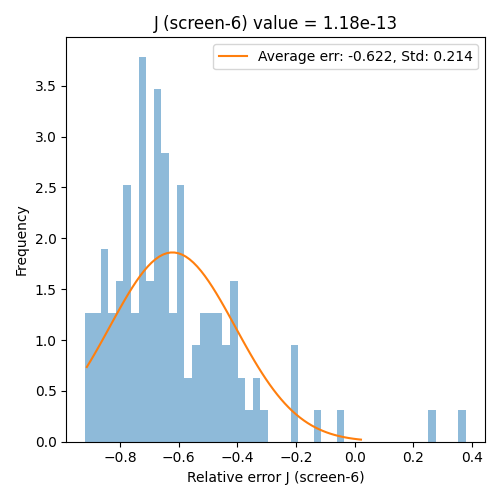 J (screen-6) value = 1.18e-13
Average err: -0.622, Std: 0.214
Frequency
3.5
3.0
2.5
2.0
1.5
1.0
0.5
0.0
−0.8 −0.6 −0.4 −0.2 0.0 0.2 0.4
Relative error J (screen-6)